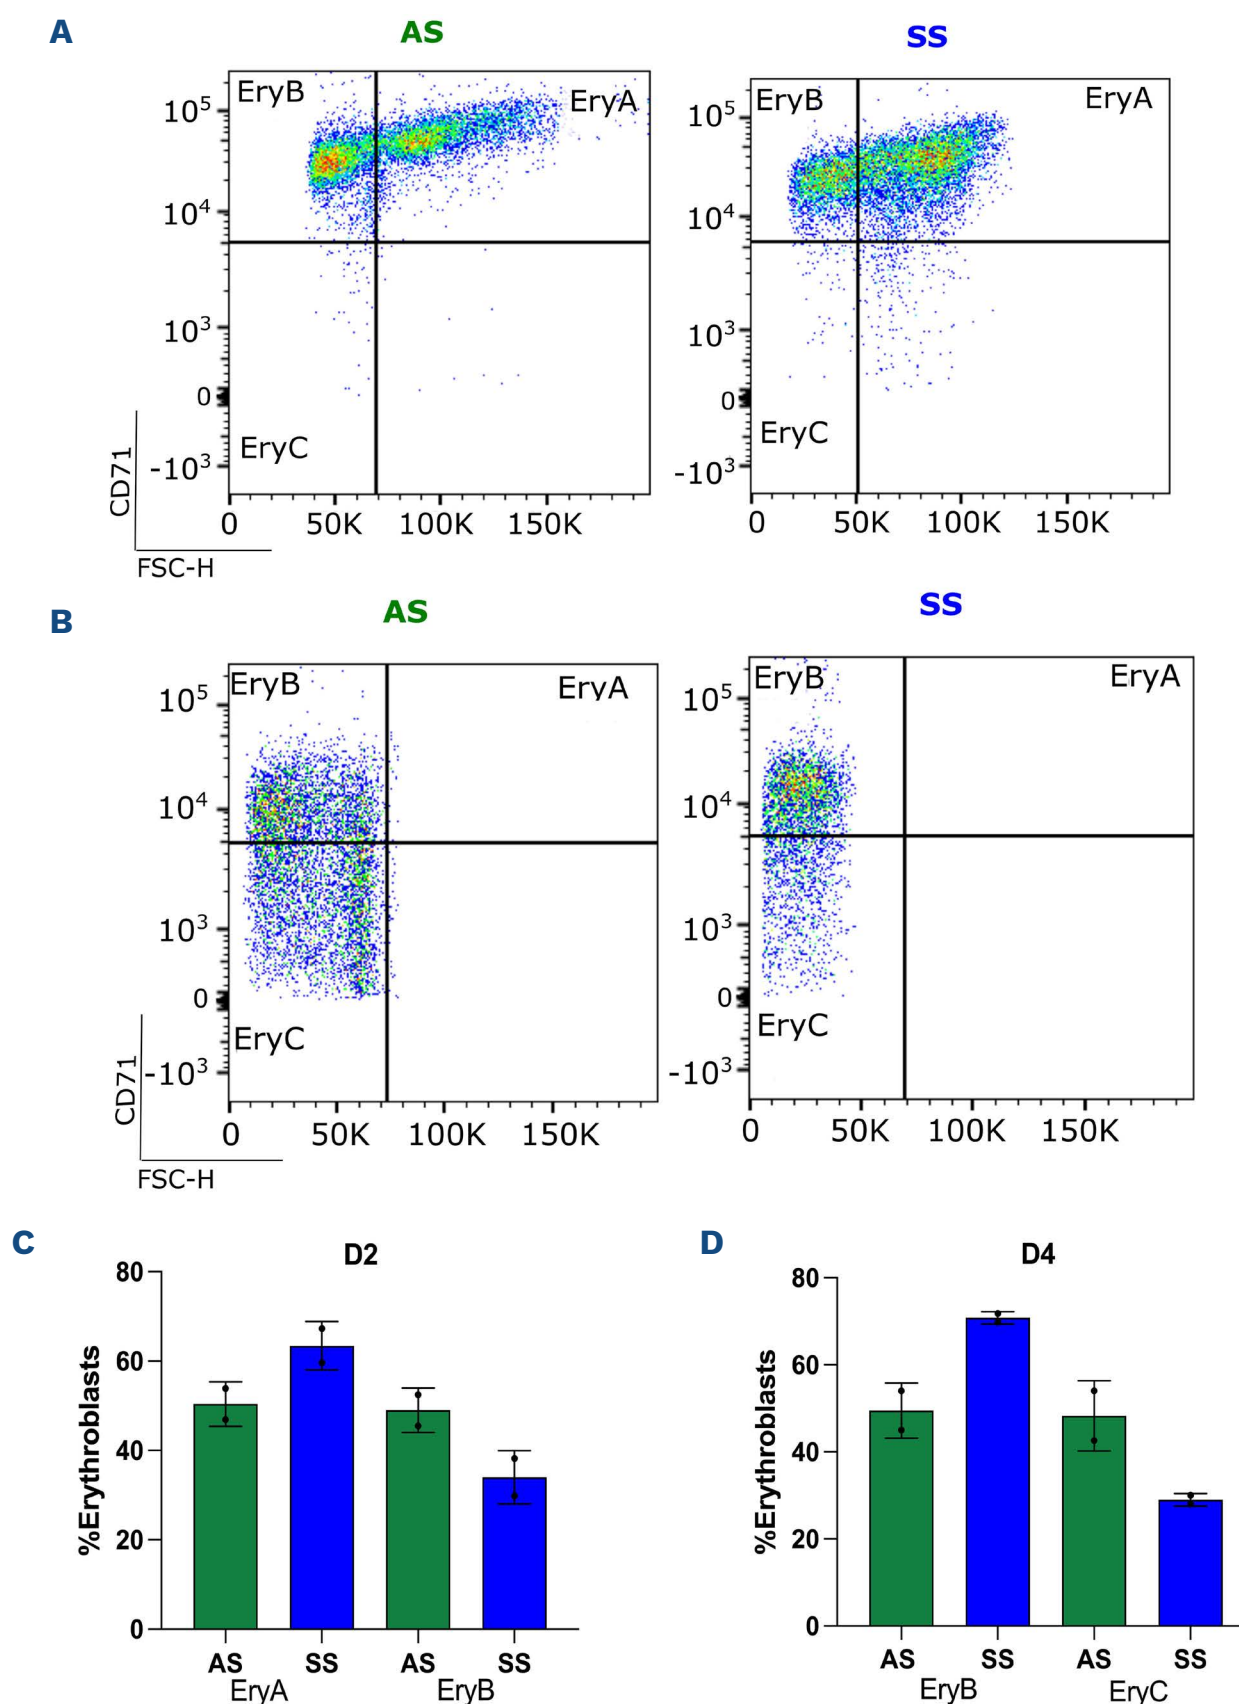 A
AS
SS
EryB
EryA
10^5
10^4
10^3
0
-10^3
EryC
0 50K 100K 150K
CD71
FSC-H
EryB
EryA
10^5
10^4
10^3
0
-10^3
EryC
0 50K 100K 150K
B
AS
SS
EryB
EryA
10^5
10^4
10^3
0
-10^3
EryC
0 50K 100K 150K
CD71
FSC-H
EryB
EryA
10^5
10^4
10^3
0
-10^3
EryC
0 50K 100K 150K
C
D2
%Erythroblasts
80
60
40
20
0
AS SS AS SS
EryA EryB
D
D4
%Erythroblasts
80
60
40
20
0
AS SS AS SS
EryB EryC